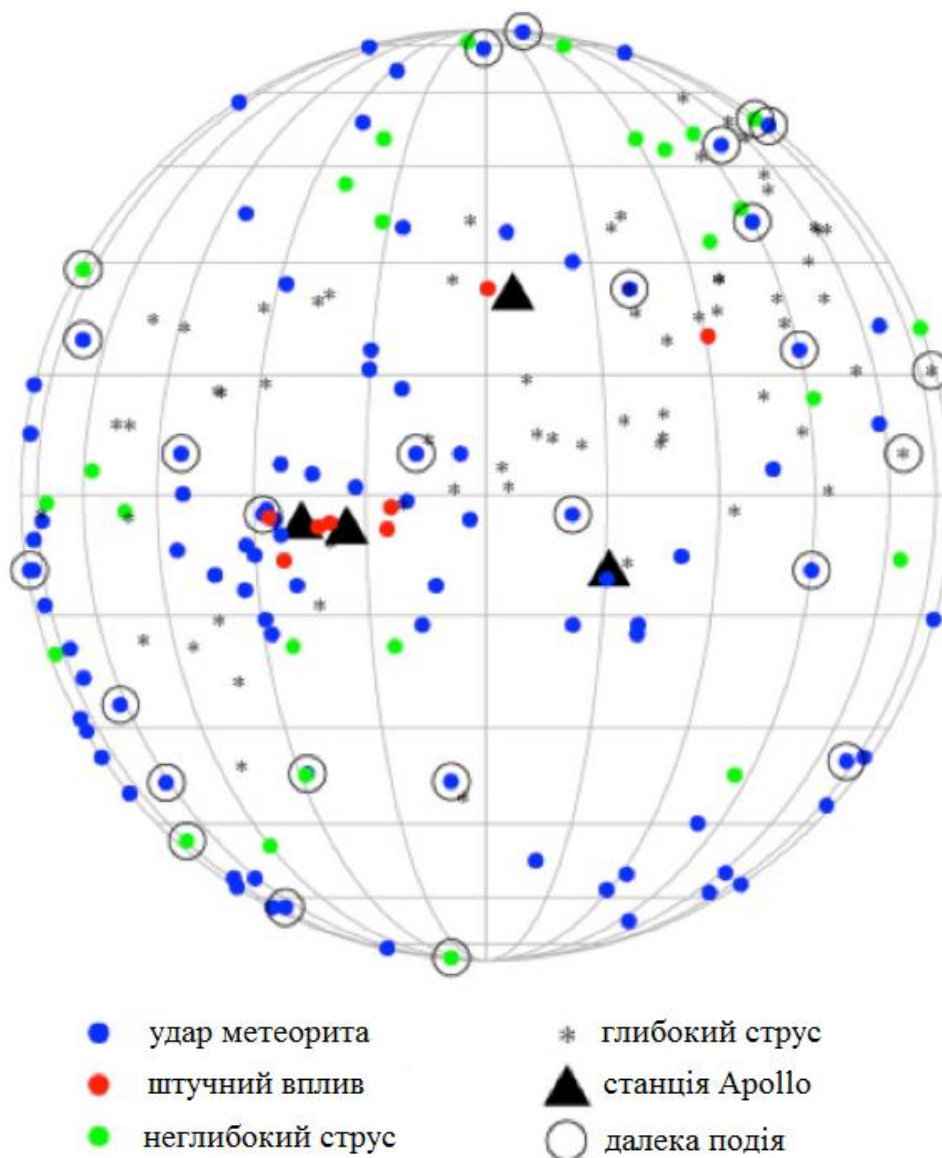 удар метеорита
штучний вплив
неглибокий струс
глибокий струс
станція Apollo
далека подія